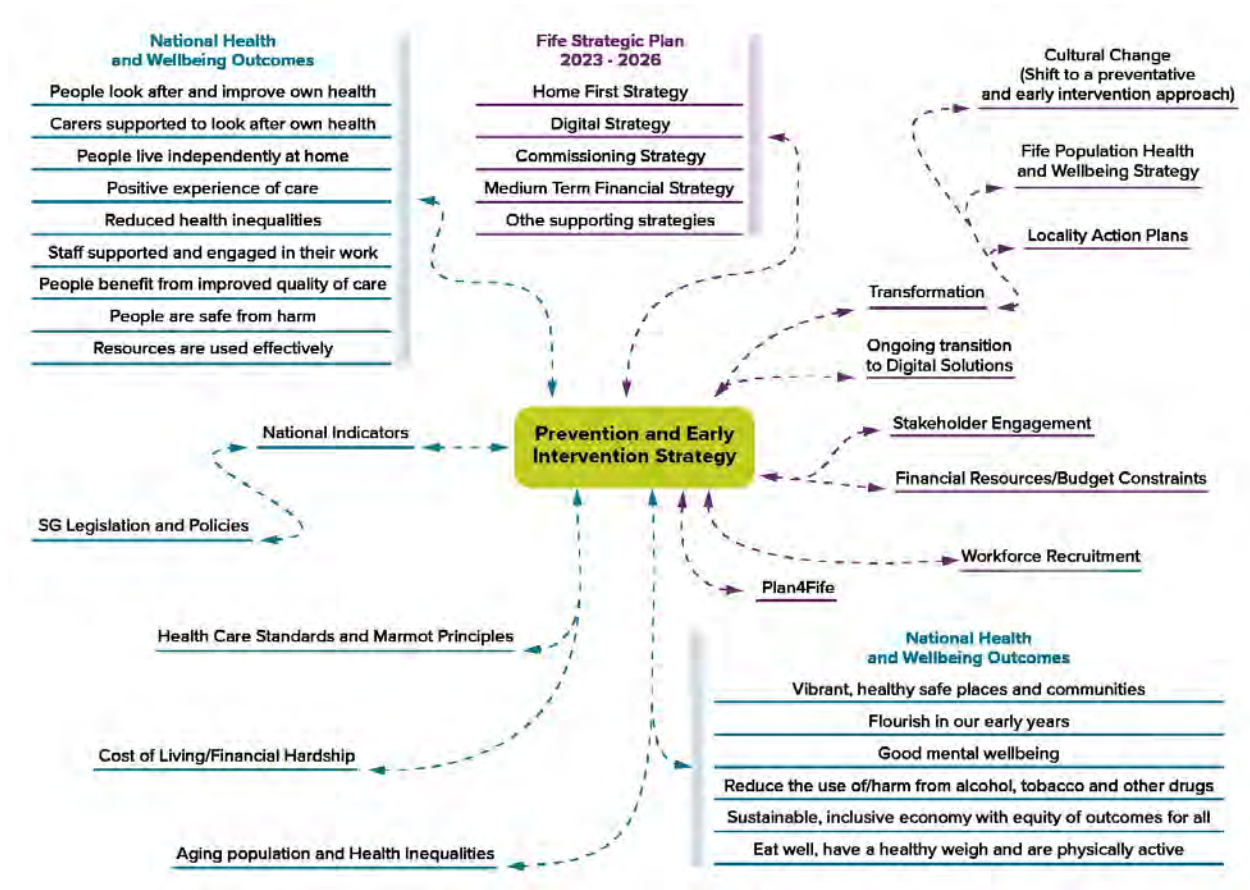 National Health
and Wellbeing Outcomes
People look after and improve own health
Carers supported to look after own health
People live independently at home
Positive experience of care
Reduced health inequalities
Staff supported and engaged in their work
People benefit from improved quality of care
People are safe from harm
Resources are used effectively
Fife Strategic Plan
2023 - 2026
Home First Strategy
Digital Strategy
Commissioning Strategy
Medium Term Financial Strategy
Othe supporting strategies
Cultural Change
(Shift to a preventative
and early intervention approach)
Fife Population Health
and Wellbeing Strategy
Locality Action Plans
Transformation
Ongoing transition
to Digital Solutions
Prevention and Early
Intervention Strategy
Stakeholder Engagement
Financial Resources/Budget Constraints
National Indicators
SG Legislation and Policies
Workforce Recruitment
Plan4Fife
Health Care Standards and Marmot Principles
Cost of Living/Financial Hardship
Aging population and Health Inequalities
National Health
and Wellbeing Outcomes
Vibrant, healthy safe places and communities
Flourish in our early years
Good mental wellbeing
Reduce the use of/harm from alcohol, tobacco and other drugs
Sustainable, inclusive economy with equity of outcomes for all
Eat well, have a healthy weigh and are physically active